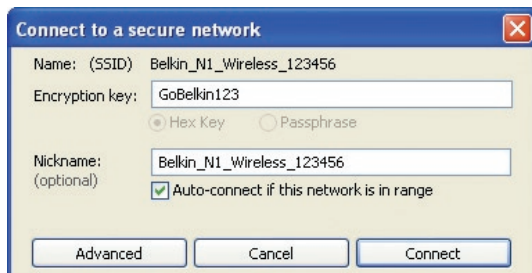 Connect to a secure network
Name: (SSID) Belkin_N1_Wireless_123456
Encryption key: GoBelkin123
Hex Key Passphrase
Nickname: Belkin_N1_Wireless_123456
(optional)
Auto-connect if this network is in range
Advanced Cancel Connect